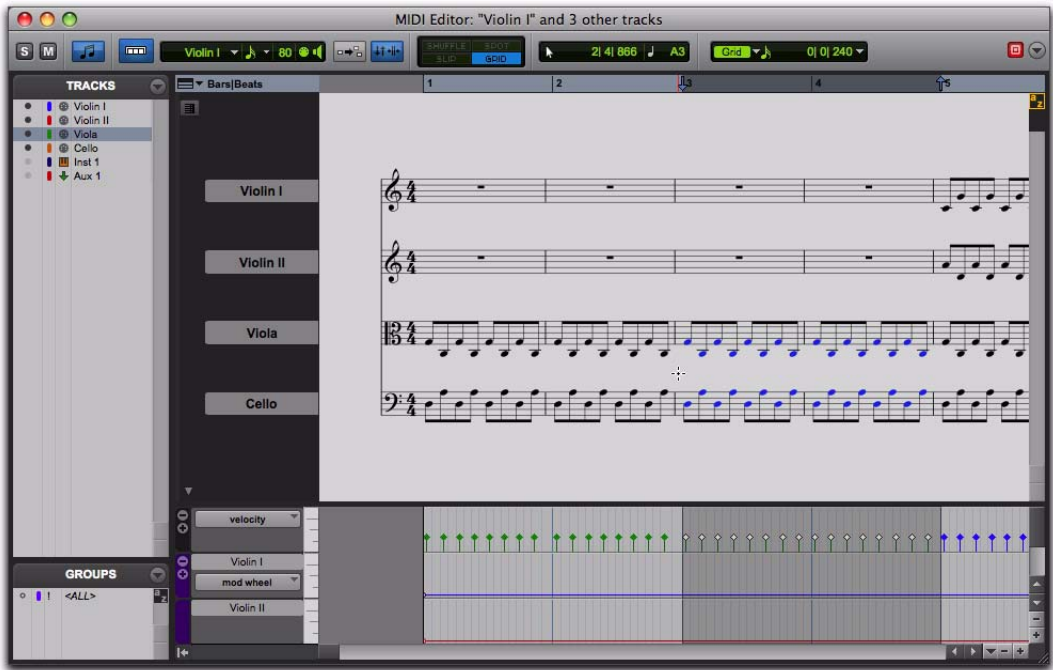 MIDI Editor: "Violin I" and 3 other tracks
S M Violin I 80 SHUFFLE SPOT 2| 4| 866 A3 Grid 0| 0| 240
SLIP GRID
TRACKS
Bars|Beats 1 2 3 4 5
Violin I
Violin II
Viola
Cello
Inst 1
Aux 1
a z
Violin I
Violin II
Viola
Cello
velocity
Violin I
mod wheel
Violin II
GROUPS
a z
! <ALL>